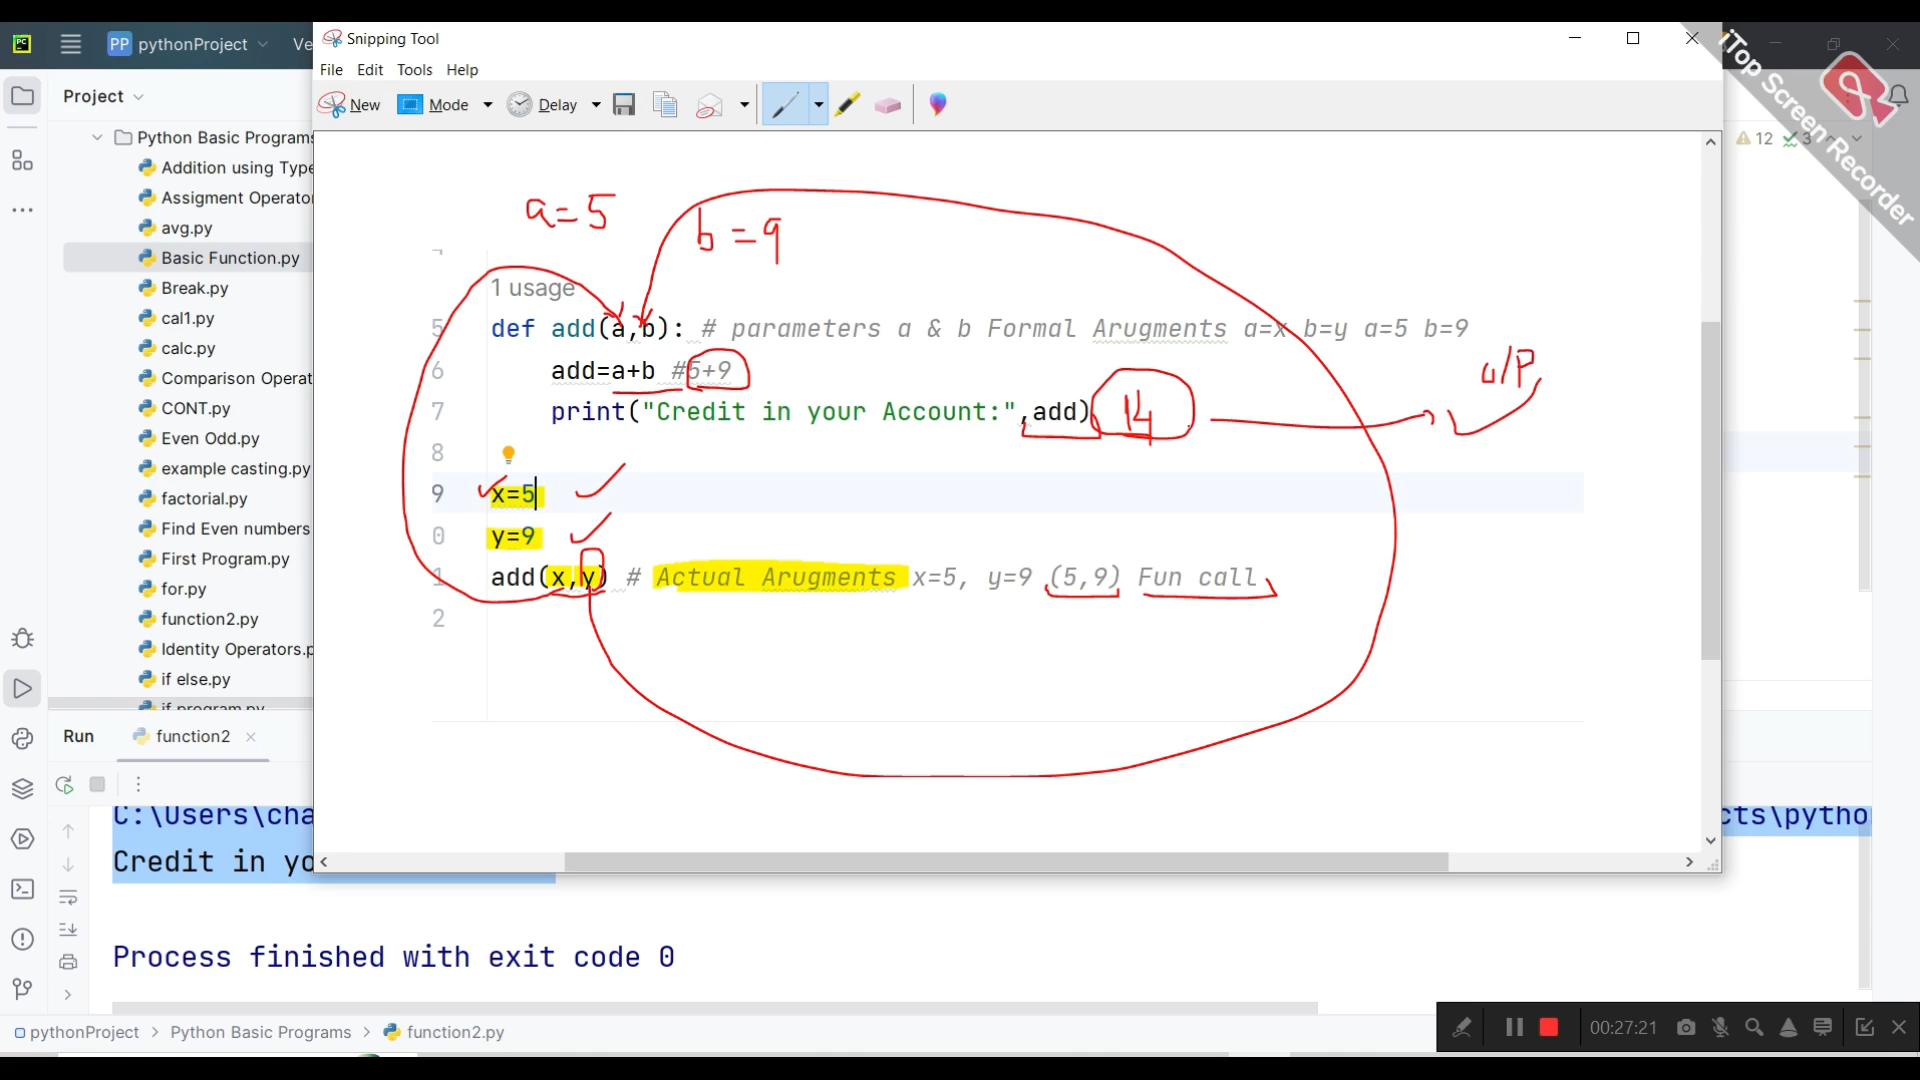 PC
PP pythonProject
Ve
Snipping Tool
File Edit Tools Help
New Mode Delay
iTop Screen Recorder
Project
12 3
Python Basic Programs
Addition using Type
Assigment Operator
avg.py
Basic Function.py
Break.py
cal1.py
calc.py
Comparison Operat
CONT.py
Even Odd.py
example casting.py
factorial.py
Find Even numbers
First Program.py
for.py
function2.py
Identity Operators.p
if else.py
if program.py
a=5
b=9
1 usage
5 def add(a,b): # parameters a & b Formal Arugments a=x b=y a=5 b=9
6 add=a+b #5+9
7 print("Credit in your Account:",add) 14
O/P
8
9 x=5
0 y=9
1 add(x,y) # Actual Arugments x=5, y=9 (5,9) Fun call
2
Run function2
C:\Users\cha
cts\pytho
Credit in yo
Process finished with exit code 0
pythonProject > Python Basic Programs > function2.py
00:27:21